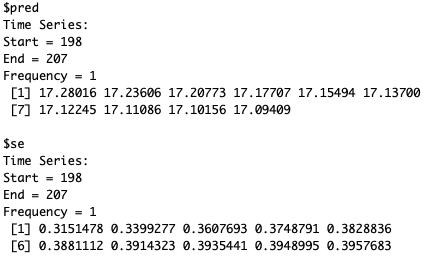 $pred
Time Series:
Start = 198
End = 207
Frequency = 1
[1] 17.28016 17.23606 17.20773 17.17707 17.15494 17.13700
[7] 17.12245 17.11086 17.10156 17.09409
$se
Time Series:
Start = 198
End = 207
Frequency = 1
[1] 0.3151478 0.3399277 0.3607693 0.3748791 0.3828836
[6] 0.3881112 0.3914323 0.3935441 0.3948995 0.3957683